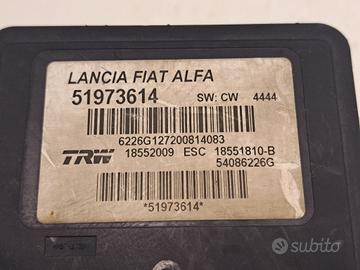 LANCIA FIAT ALFA
51973614 SW: CW 4444
6226G127200814083
TRW 18552009 ESC 18551810-B
54086226G
*51973614*
subito